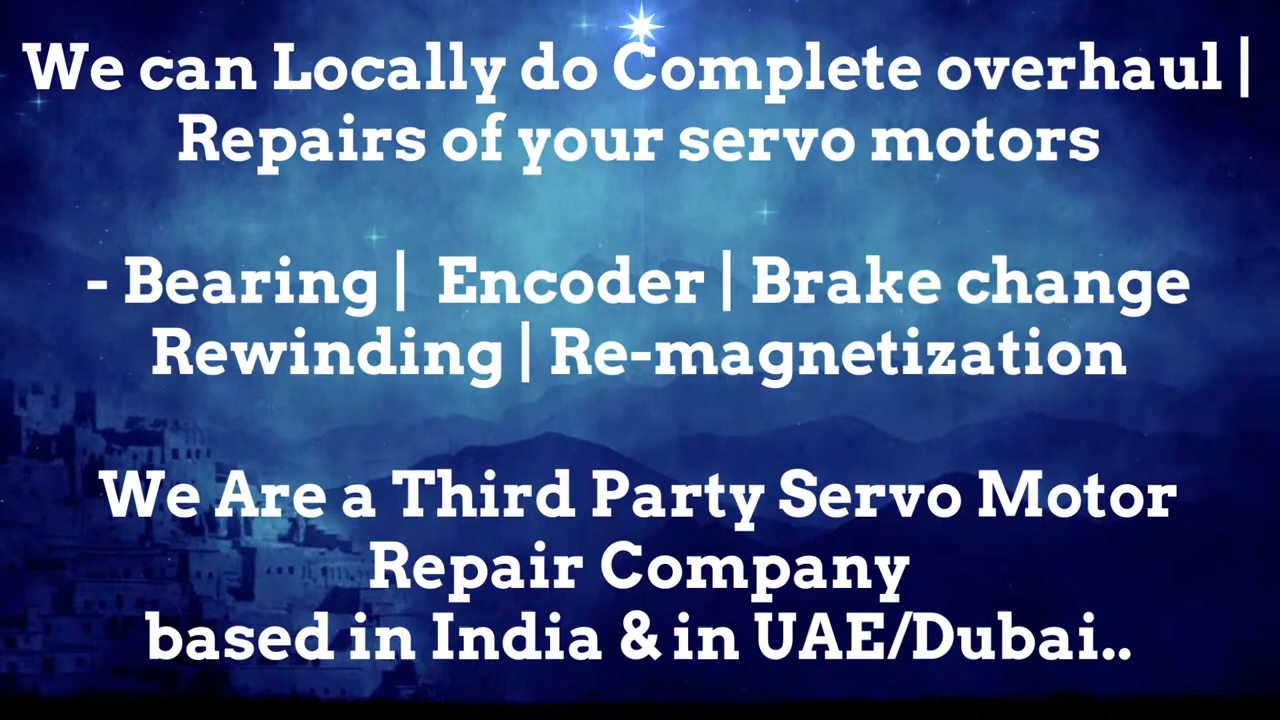 We can Locally do Complete overhaul |
Repairs of your servo motors
- Bearing | Encoder | Brake change
Rewinding | Re-magnetization
We Are a Third Party Servo Motor
Repair Company
based in India & in UAE/Dubai..